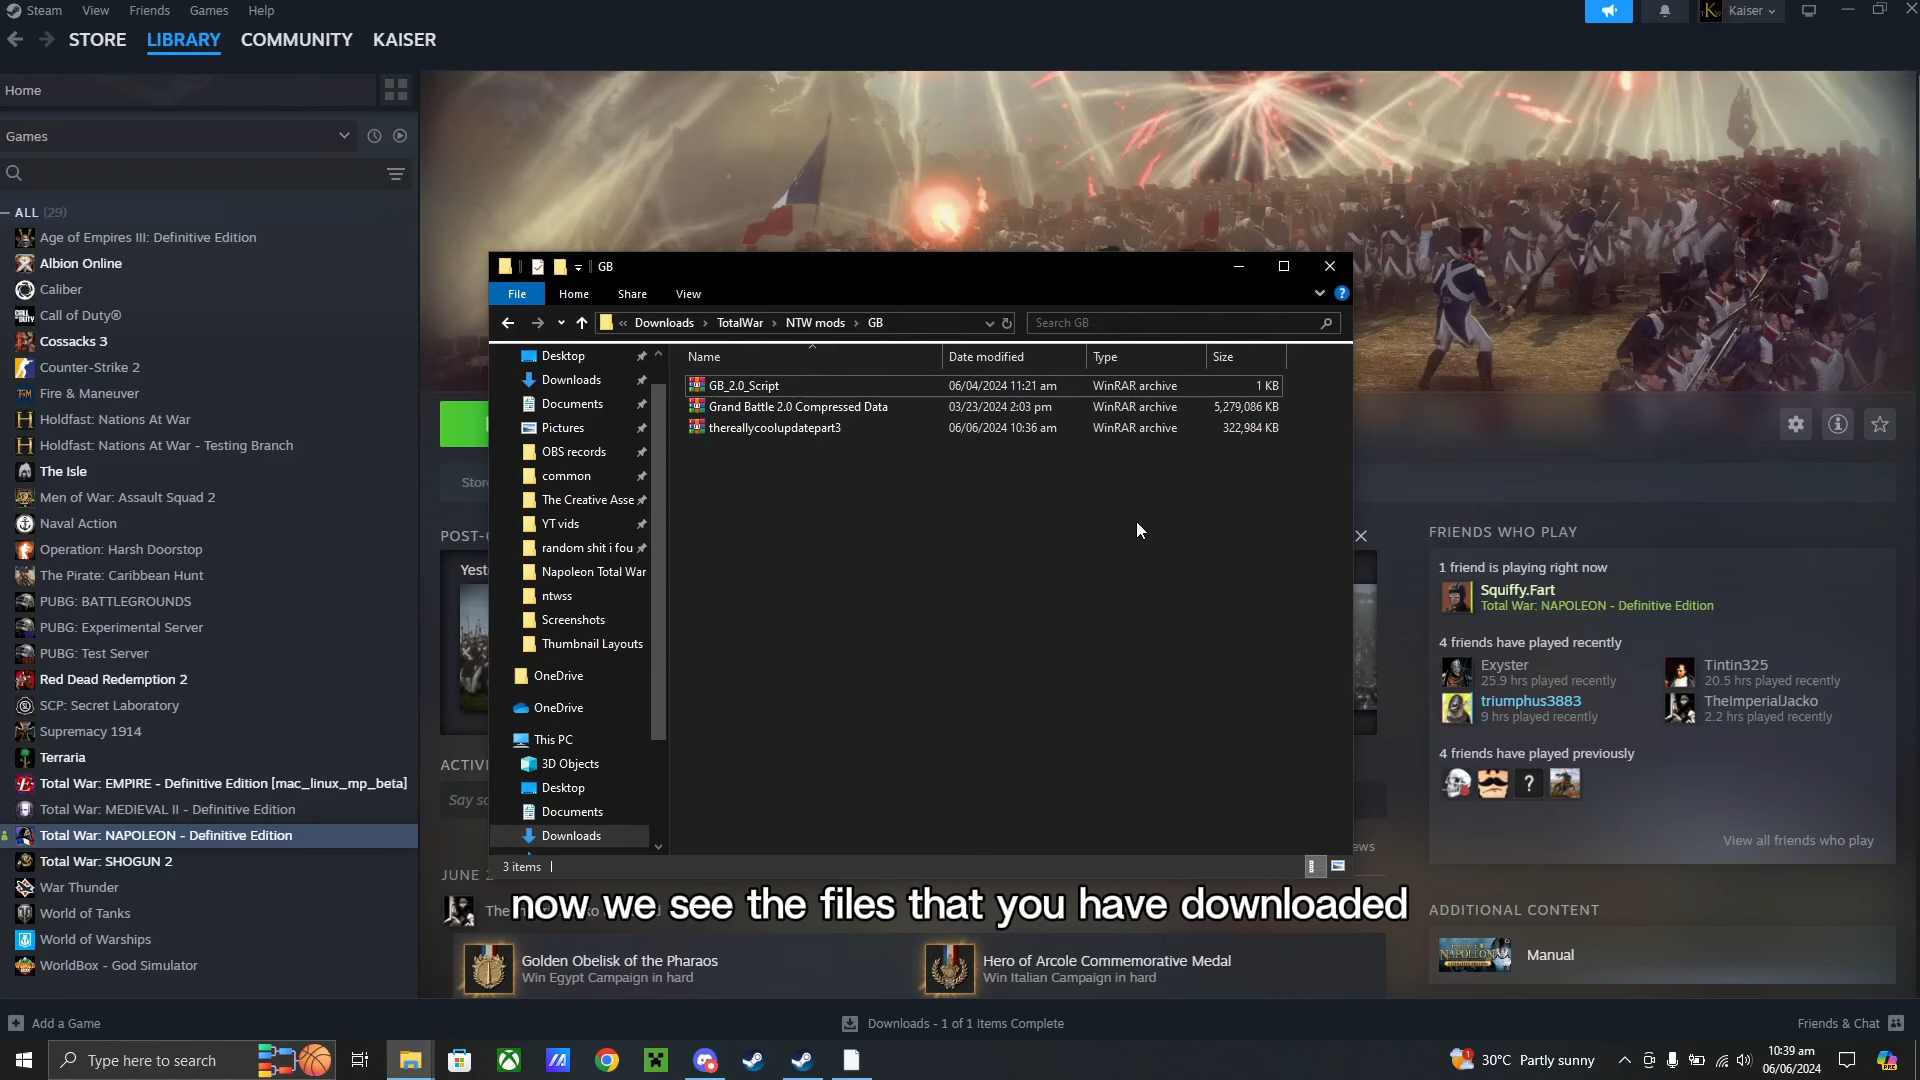 Steam View Friends Games Help
Kaiser
STORE LIBRARY COMMUNITY KAISER
Home
Games
ALL (29)
Age of Empires III: Definitive Edition
Albion Online
Caliber
Call of Duty®
Cossacks 3
Counter-Strike 2
Fire & Maneuver
Holdfast: Nations At War
Holdfast: Nations At War - Testing Branch
The Isle
Men of War: Assault Squad 2
Naval Action
Operation: Harsh Doorstop
The Pirate: Caribbean Hunt
PUBG: BATTLEGROUNDS
PUBG: Experimental Server
PUBG: Test Server
Red Dead Redemption 2
SCP: Secret Laboratory
Supremacy 1914
Terraria
Total War: EMPIRE - Definitive Edition [mac_linux_mp_beta]
Total War: MEDIEVAL II - Definitive Edition
Total War: NAPOLEON - Definitive Edition
Total War: SHOGUN 2
War Thunder
World of Tanks
World of Warships
WorldBox - God Simulator
Add a Game
GB
File Home Share View
« Downloads › TotalWar › NTW mods › GB
Search GB
Desktop
Downloads
Documents
Pictures
OBS records
common
The Creative Asse
YT vids
random shit i fou
Napoleon Total War
ntwss
Screenshots
Thumbnail Layouts
OneDrive
OneDrive
This PC
3D Objects
Desktop
Documents
Downloads
Name Date modified Type Size
GB_2.0_Script 06/04/2024 11:21 am WinRAR archive 1 KB
Grand Battle 2.0 Compressed Data 03/23/2024 2:03 pm WinRAR archive 5,279,086 KB
thereallycoolupdatepart3 06/06/2024 10:36 am WinRAR archive 322,984 KB
3 items
now we see the files that you have downloaded
Golden Obelisk of the Pharaos
Win Egypt Campaign in hard
Hero of Arcole Commemorative Medal
Win Italian Campaign in hard
FRIENDS WHO PLAY
1 friend is playing right now
Squiffy.Fart
Total War: NAPOLEON - Definitive Edition
4 friends have played recently
Exyster
25.9 hrs played recently
Tintin325
20.5 hrs played recently
triumphus3883
9 hrs played recently
TheImperialJacko
2.2 hrs played recently
4 friends have played previously
View all friends who play
ADDITIONAL CONTENT
Manual
Downloads - 1 of 1 Items Complete
Friends & Chat
Type here to search
30°C Partly sunny
10:39 am
06/06/2024